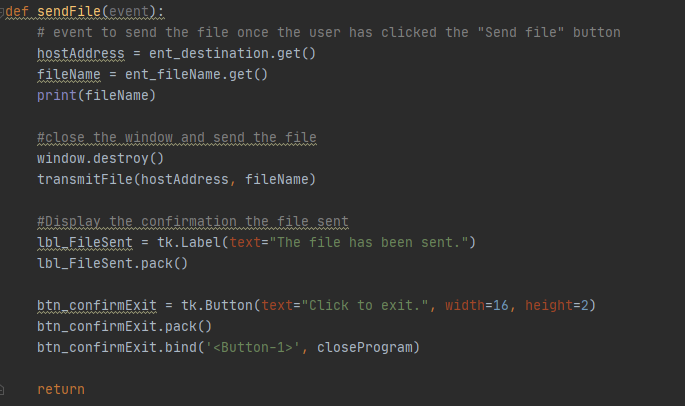 def sendFile(event):
# event to send the file once the user has clicked the "Send file" button
hostAddress = ent_destination.get()
fileName = ent_fileName.get()
print(fileName)
#close the window and send the file
window.destroy()
transmitFile(hostAddress, fileName)
#Display the confirmation the file sent
lbl_FileSent = tk.Label(text="The file has been sent.")
lbl_FileSent.pack()
btn_confirmExit = tk.Button(text="Click to exit.", width=16, height=2)
btn_confirmExit.pack()
btn_confirmExit.bind('<Button-1>', closeProgram)
return